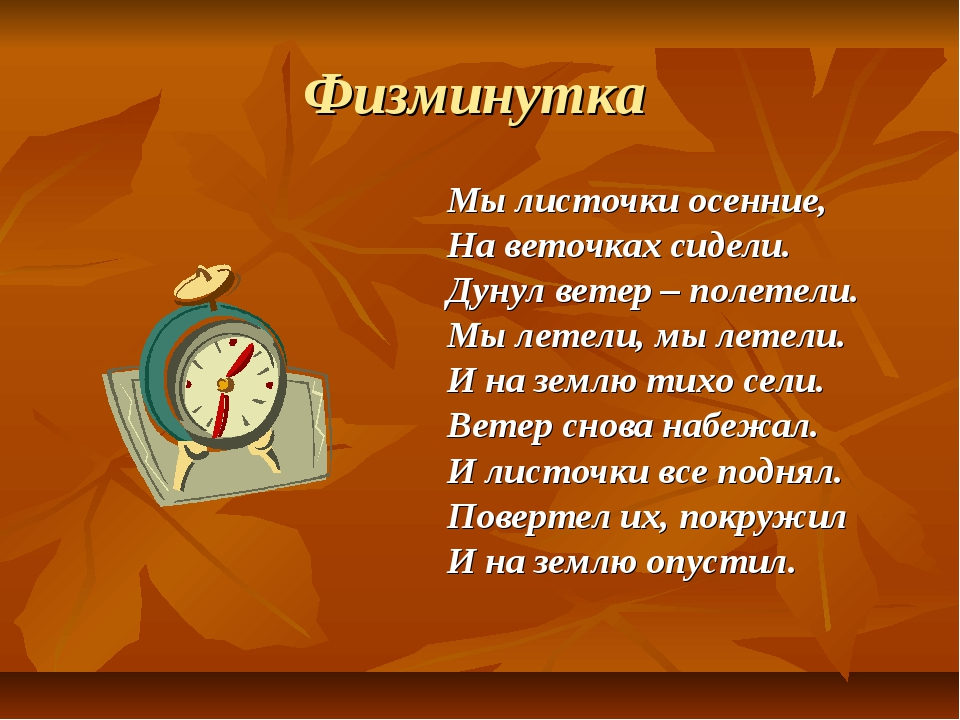 Физминутка
Мы листочки осенние,
На веточках сидели.
Дунул ветер – полетели.
Мы летели, мы летели.
И на землю тихо сели.
Ветер снова набежал.
И листочки все поднял.
Повертел их, покружил
И на землю опустил.